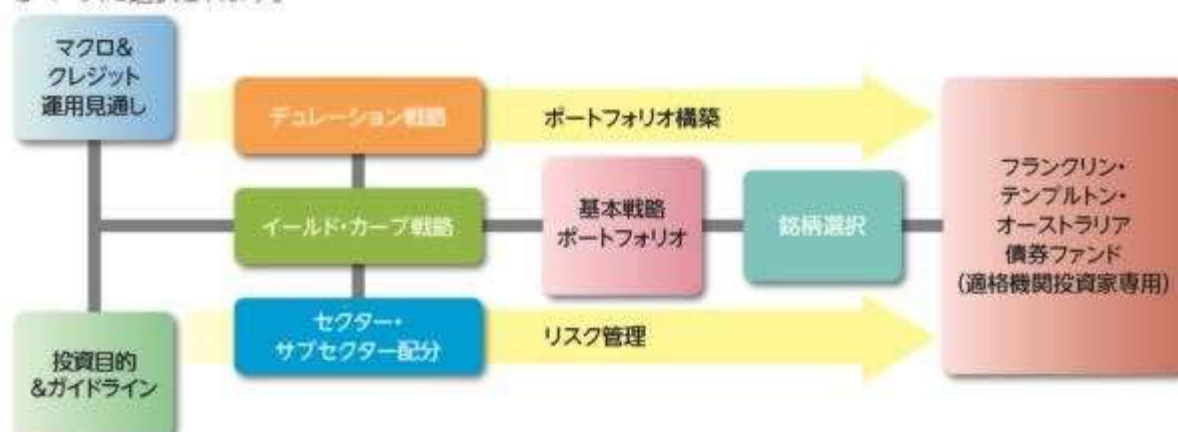 マクロ&
クレジット
運用見通し
デュレーション戦略
ポートフォリオ構築
イールド・カーブ戦略
基本戦略
ポートフォリオ
銘柄選択
フランクリン・
テンプルトン・
オーストラリア
債券ファンド
(適格機関投資家専用)
セクター・
サブセクター配分
リスク管理
投資目的
&ガイドライン